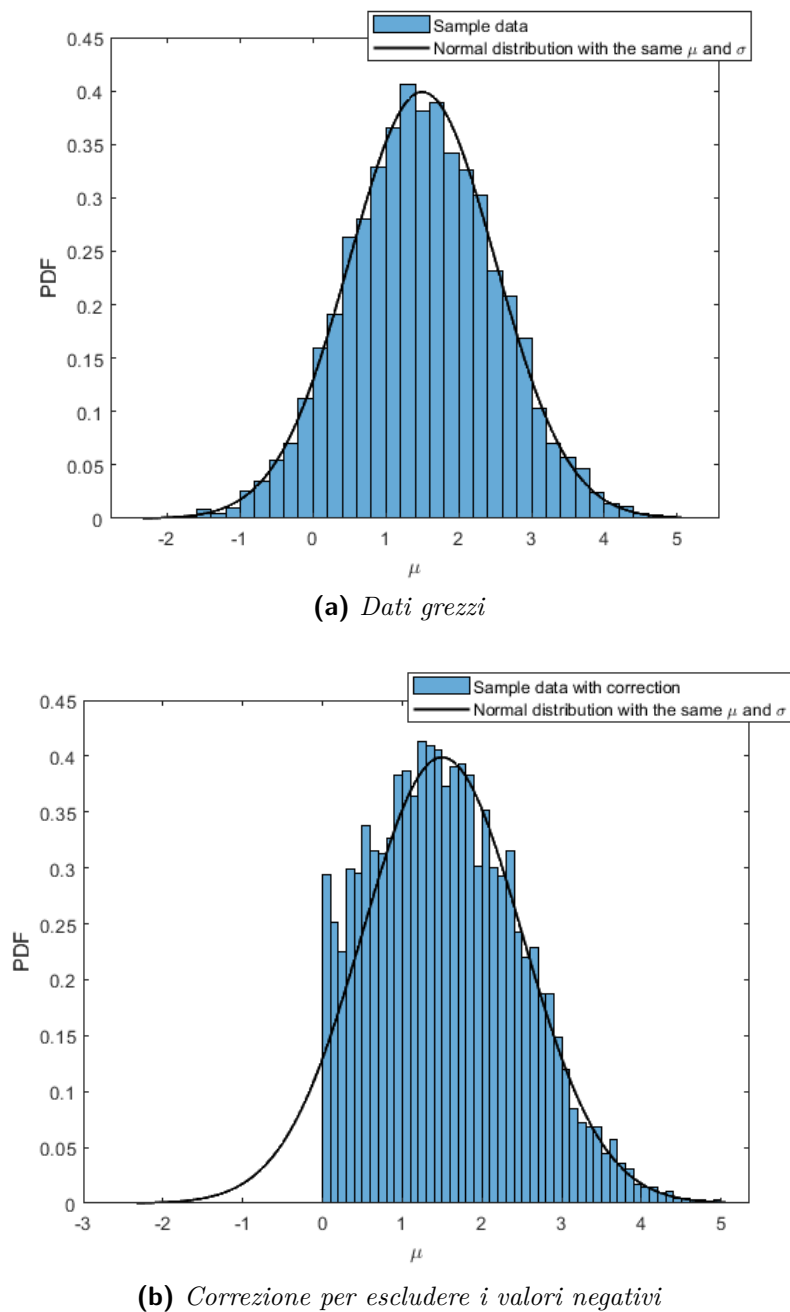 Sample data
Normal distribution with the same μ and σ
0.45
0.4
0.35
0.3
0.25
0.2
0.15
0.1
0.05
0
PDF
-2 -1 0 1 2 3 4 5
μ
(a) Dati grezzi
Sample data with correction
Normal distribution with the same μ and σ
0.45
0.4
0.35
0.3
0.25
0.2
0.15
0.1
0.05
0
PDF
-3 -2 -1 0 1 2 3 4 5
μ
(b) Correzione per escludere i valori negativi